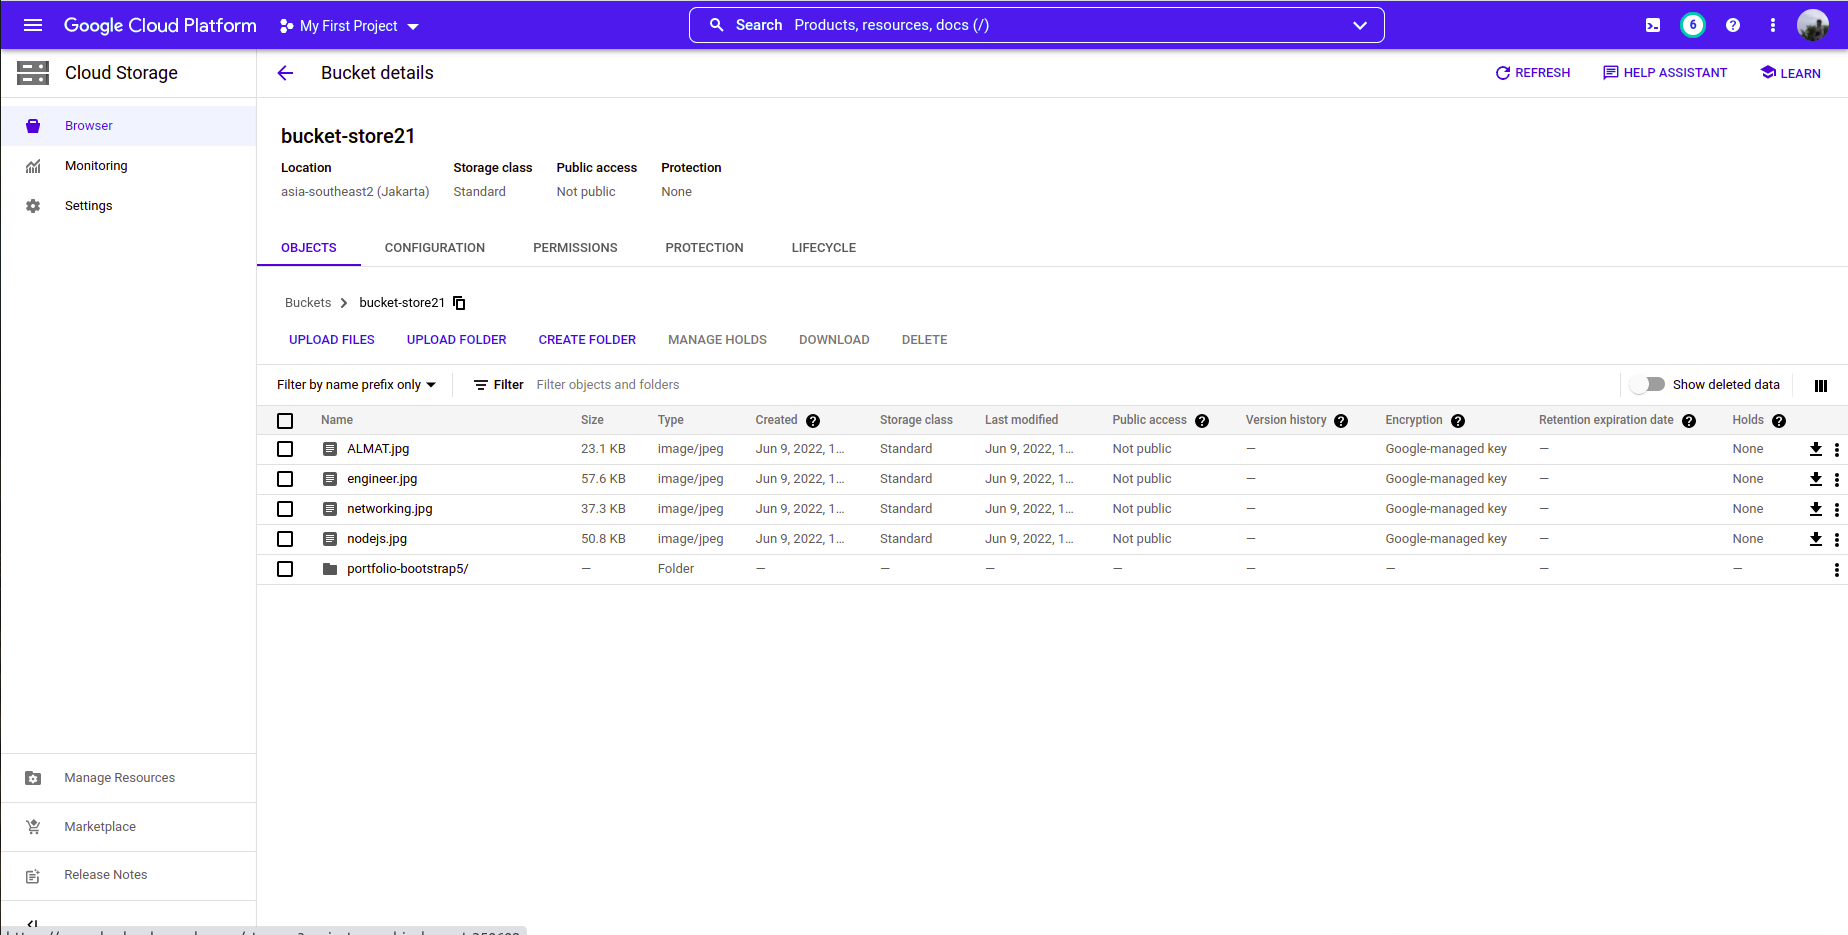 Google Cloud Platform
My First Project
Search Products, resources, docs (/)
6
Cloud Storage
Bucket details
REFRESH
HELP ASSISTANT
LEARN
Browser
Monitoring
Settings
bucket-store21
Location Storage class Public access Protection
asia-southeast2 (Jakarta) Standard Not public None
OBJECTS CONFIGURATION PERMISSIONS PROTECTION LIFECYCLE
Buckets bucket-store21
UPLOAD FILES UPLOAD FOLDER CREATE FOLDER MANAGE HOLDS DOWNLOAD DELETE
Filter by name prefix only Filter Filter objects and folders Show deleted data
Name Size Type Created Storage class Last modified Public access Version history Encryption Retention expiration date Holds
ALMAT.jpg 23.1 KB image/jpeg Jun 9, 2022, 1... Standard Jun 9, 2022, 1... Not public — Google-managed key — None
engineer.jpg 57.6 KB image/jpeg Jun 9, 2022, 1... Standard Jun 9, 2022, 1... Not public — Google-managed key — None
networking.jpg 37.3 KB image/jpeg Jun 9, 2022, 1... Standard Jun 9, 2022, 1... Not public — Google-managed key — None
nodejs.jpg 50.8 KB image/jpeg Jun 9, 2022, 1... Standard Jun 9, 2022, 1... Not public — Google-managed key — None
portfolio-bootstrap5/ — Folder — — — — — — — —
Manage Resources
Marketplace
Release Notes